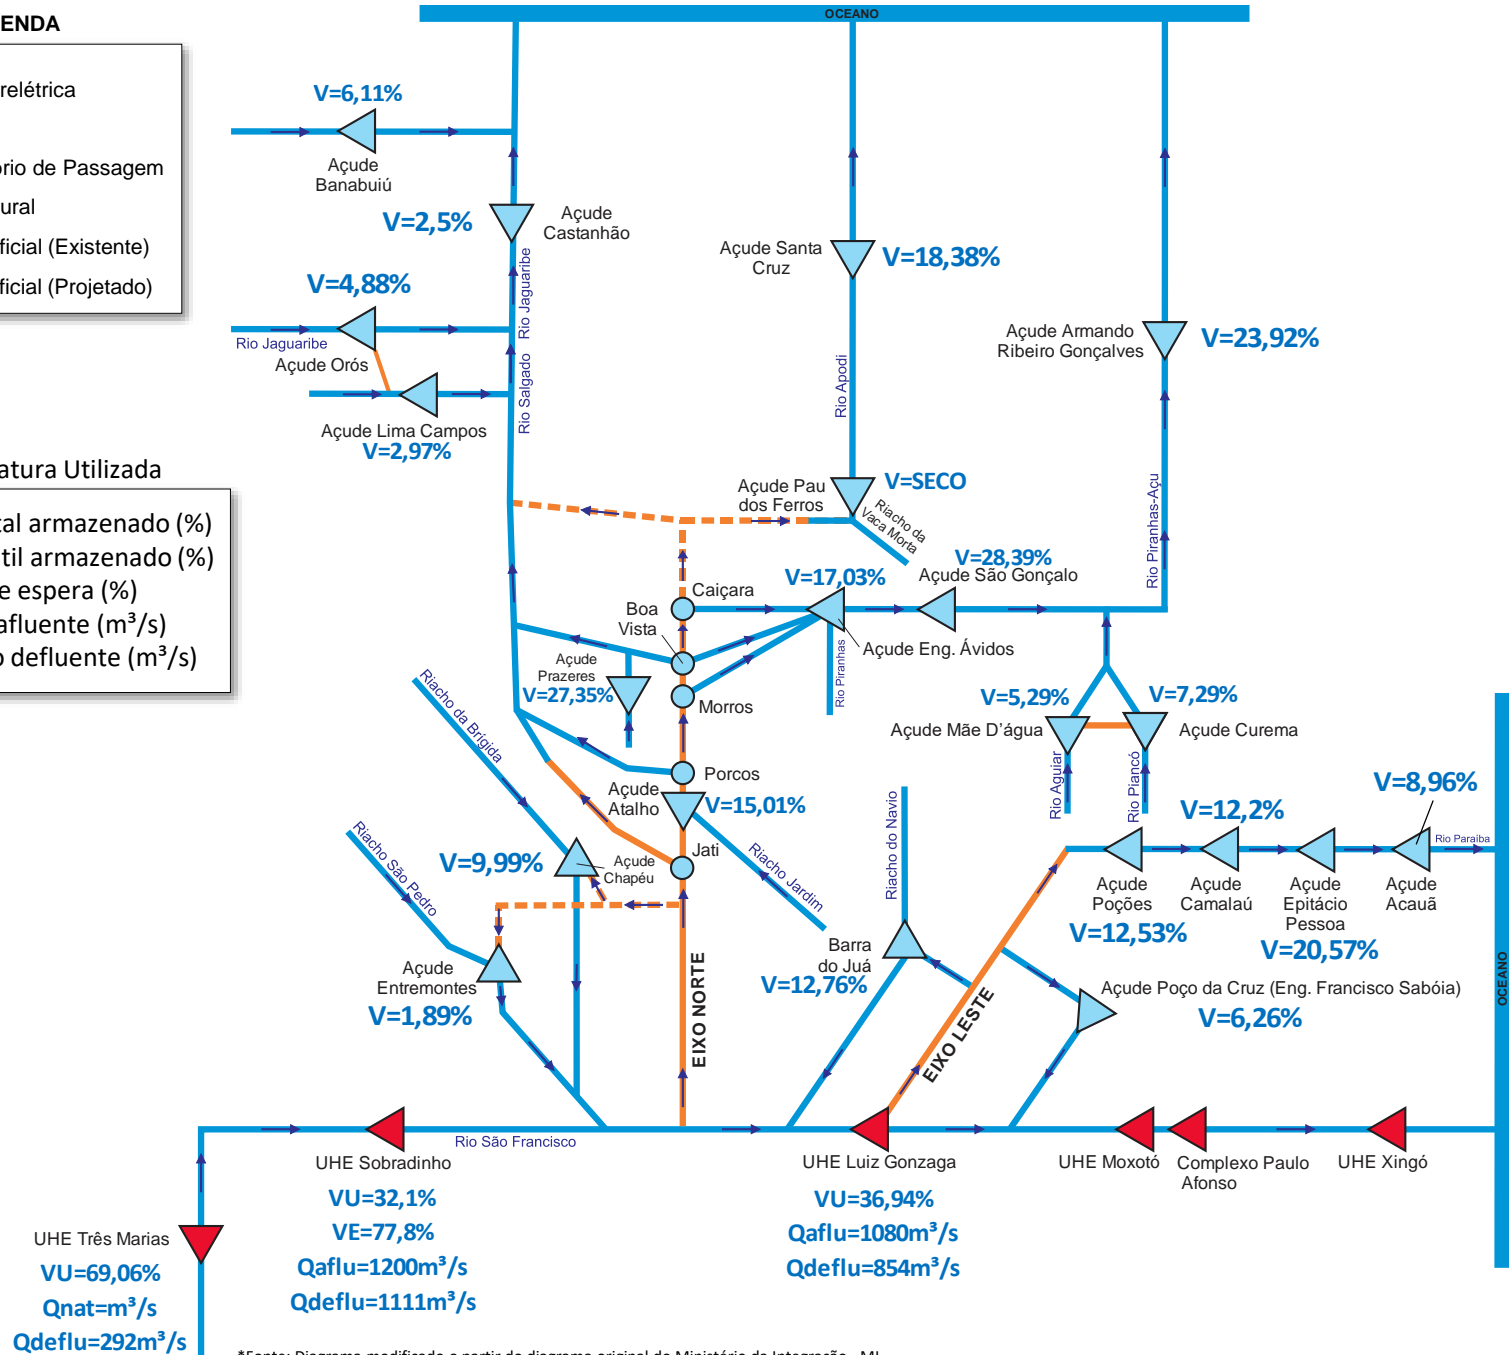 OCEANO
ENDA
relétrica
ório de Passagem
ural
ficial (Existente)
ficial (Projetado)
V=6,11%
Açude
Banabuiú
V=2,5%
Açude
Castanhão
Rio Jaguaribe
V=4,88%
Rio Jaguaribe
Açude Orós
Rio Salgado
Açude Lima Campos
V=2,97%
Açude Santa
Cruz
V=18,38%
Rio Apodi
Açude Armando
Ribeiro Gonçalves
V=23,92%
Rio Piranhas-Açu
atura Utilizada
tal armazenado (%)
til armazenado (%)
e espera (%)
afluente (m³/s)
o defluente (m³/s)
Açude Pau
dos Ferros
V=SECO
Riacho da
Vaca Morta
V=28,39%
Açude São Gonçalo
V=17,03%
Caiçara
Boa
Vista
Açude Eng. Ávidos
Rio Piranhas
Açude
Prazeres
V=27,35%
Morros
Riacho da Brígida
V=5,29%
Açude Mãe D'água
V=7,29%
Açude Curema
Rio Aguiar
Rio Piancó
Porcos
Açude
Atalho
V=15,01%
Jati
Riacho Jardim
Riacho São Pedro
V=9,99%
Açude
Chapéu
Riacho do Navio
V=8,96%
V=12,2%
Rio Paraiba
Açude
Poções
V=12,53%
Açude
Camalaú
Açude
Epitácio
Pessoa
V=20,57%
Açude
Acauã
Açude
Entremontes
V=1,89%
EIXO NORTE
Barra
do Juá
V=12,76%
EIXO LESTE
Açude Poço da Cruz (Eng. Francisco Sabóia)
V=6,26%
OCEANO
Rio São Francisco
UHE Sobradinho
VU=32,1%
VE=77,8%
Qaflu=1200m³/s
Qdeflu=1111m³/s
UHE Luiz Gonzaga
VU=36,94%
Qaflu=1080m³/s
Qdeflu=854m³/s
UHE Moxotó
Complexo Paulo
Afonso
UHE Xingó
UHE Três Marias
VU=69,06%
Qnat=m³/s
Qdeflu=292m³/s